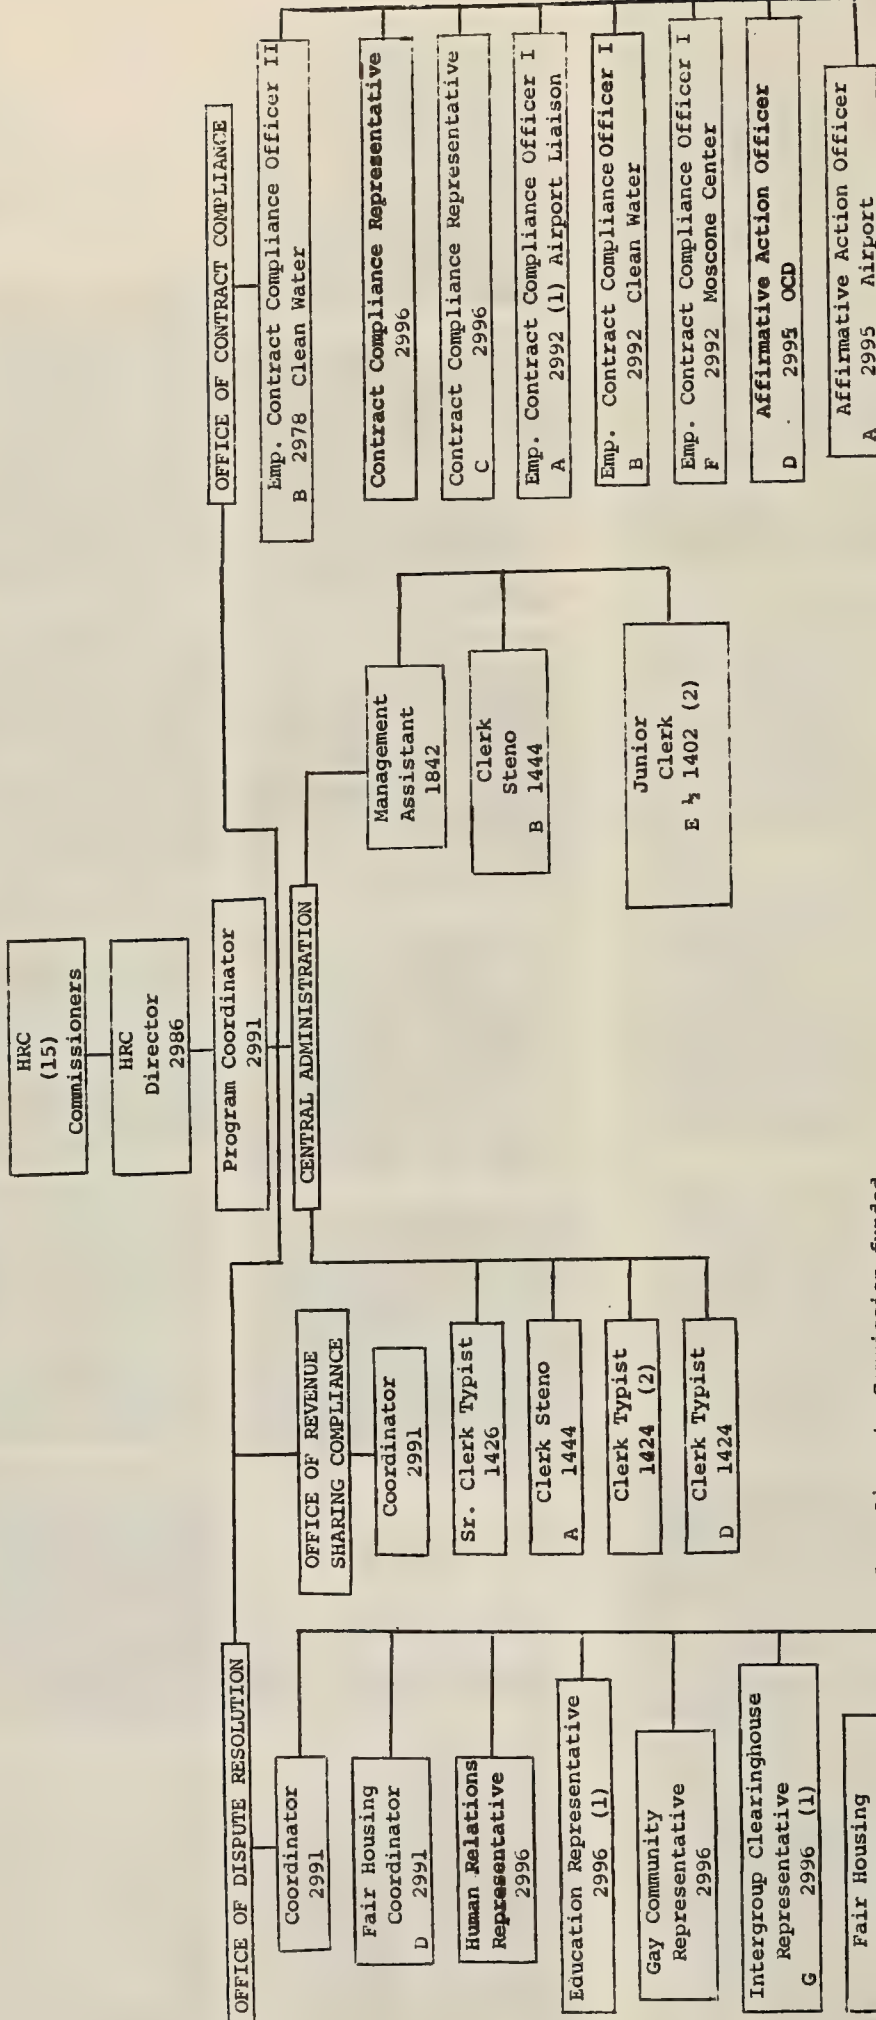 HRC
(15)
Commissioners
HRC
Director
2986
Program Coordinator
2991
CENTRAL ADMINISTRATION
OFFICE OF DISPUTE RESOLUTION
Coordinator
2991
Fair Housing
Coordinator
D 2991
Human Relations
Representative
2996
Education Representative
2996 (1)
Gay Community
Representative
2996
Intergroup Clearinghouse
Representative
G 2996 (1)
Fair Housing
OFFICE OF REVENUE
SHARING COMPLIANCE
Coordinator
2991
Sr. Clerk Typist
1426
Clerk Steno
A 1444
Clerk Typist
1424 (2)
Clerk Typist
D 1424
Management
Assistant
1842
Clerk
Steno
B 1444
Junior
Clerk
E ½ 1402 (2)
OFFICE OF CONTRACT COMPLIANCE
Emp. Contract Compliance Officer II
B 2978 Clean Water
Contract Compliance Representative
2996
Contract Compliance Representative
C 2996
Emp. Contract Compliance Officer I
A 2992 (1) Airport Liaison
Emp. Contract Compliance Officer I
B 2992 Clean Water
Emp. Contract Compliance Officer I
F 2992 Moscone Center
Affirmative Action Officer
D . 2995 OCD
Affirmative Action Officer
A 2995 Airport
funded